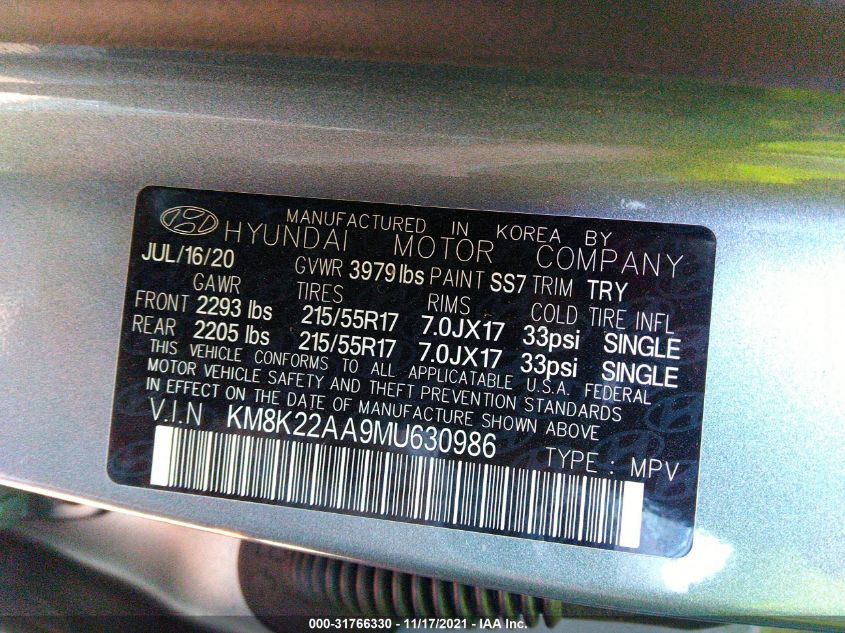 MANUFACTURED IN KOREA BY
HYUNDAI MOTOR COMPANY
JUL/16/20 GVWR 3979lbs PAINT SS7 TRIM TRY
GAWR TIRES RIMS COLD TIRE INFL
FRONT 2293 lbs 215/55R17 7.0JX17 33psi SINGLE
REAR 2205 lbs 215/55R17 7.0JX17 33psi SINGLE
THIS VEHICLE CONFORMS TO ALL APPLICATABLE U.S.A. FEDERAL
MOTOR VEHICLE SAFETY AND THEFT PREVENTION STANDARDS
IN EFFECT ON THE DATE OF MANUFACTURE SHOWN ABOVE
V.I.N KM8K22AA9MU630986
TYPE : MPV
000-31766330 - 11/17/2021 - IAA Inc.